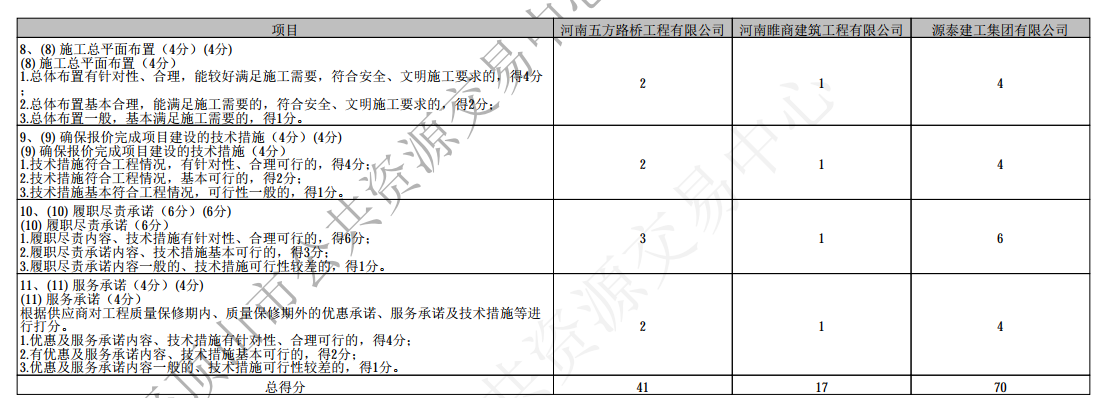 项目 河南五方路桥工程有限公司 河南睢商建筑工程有限公司 源泰建工集团有限公司
8、(8) 施工总平面布置（4分）(4分)
(8) 施工总平面布置（4分）
1.总体布置有针对性、合理，能较好满足施工需要，符合安全、文明施工要求的，得4分
；
2.总体布置基本合理，能满足施工需要的，符合安全、文明施工要求的，得2分；
3.总体布置一般，基本满足施工需要的，得1分。
2 1 4
9、(9) 确保报价完成项目建设的技术措施（4分）(4分)
(9) 确保报价完成项目建设的技术措施（4分）
1.技术措施符合工程情况，有针对性、合理可行的，得4分；
2.技术措施符合工程情况，基本可行的，得2分；
3.技术措施基本符合工程情况，可行性一般的，得1分。
2 1 4
10、(10) 履职尽责承诺（6分）(6分)
(10) 履职尽责承诺（6分）
1.履职尽责内容、技术措施有针对性、合理可行的，得6分；
2.履职尽责承诺内容、技术措施基本可行的，得3分；
3.履职尽责承诺内容一般的、技术措施可行性较差的，得1分。
3 1 6
11、(11) 服务承诺（4分）(4分)
(11) 服务承诺（4分）
根据供应商对工程质量保修期内、质量保修期外的优惠承诺、服务承诺及技术措施等进
行打分。
1.优惠及服务承诺内容、技术措施有针对性、合理可行的，得4分；
2.有优惠及服务承诺内容、技术措施基本可行的，得2分；
3.优惠及服务承诺内容一般的、技术措施可行性较差的，得1分。
2 1 4
总得分 41 17 70
顶山市公共资源交易中心
共资源交易中心